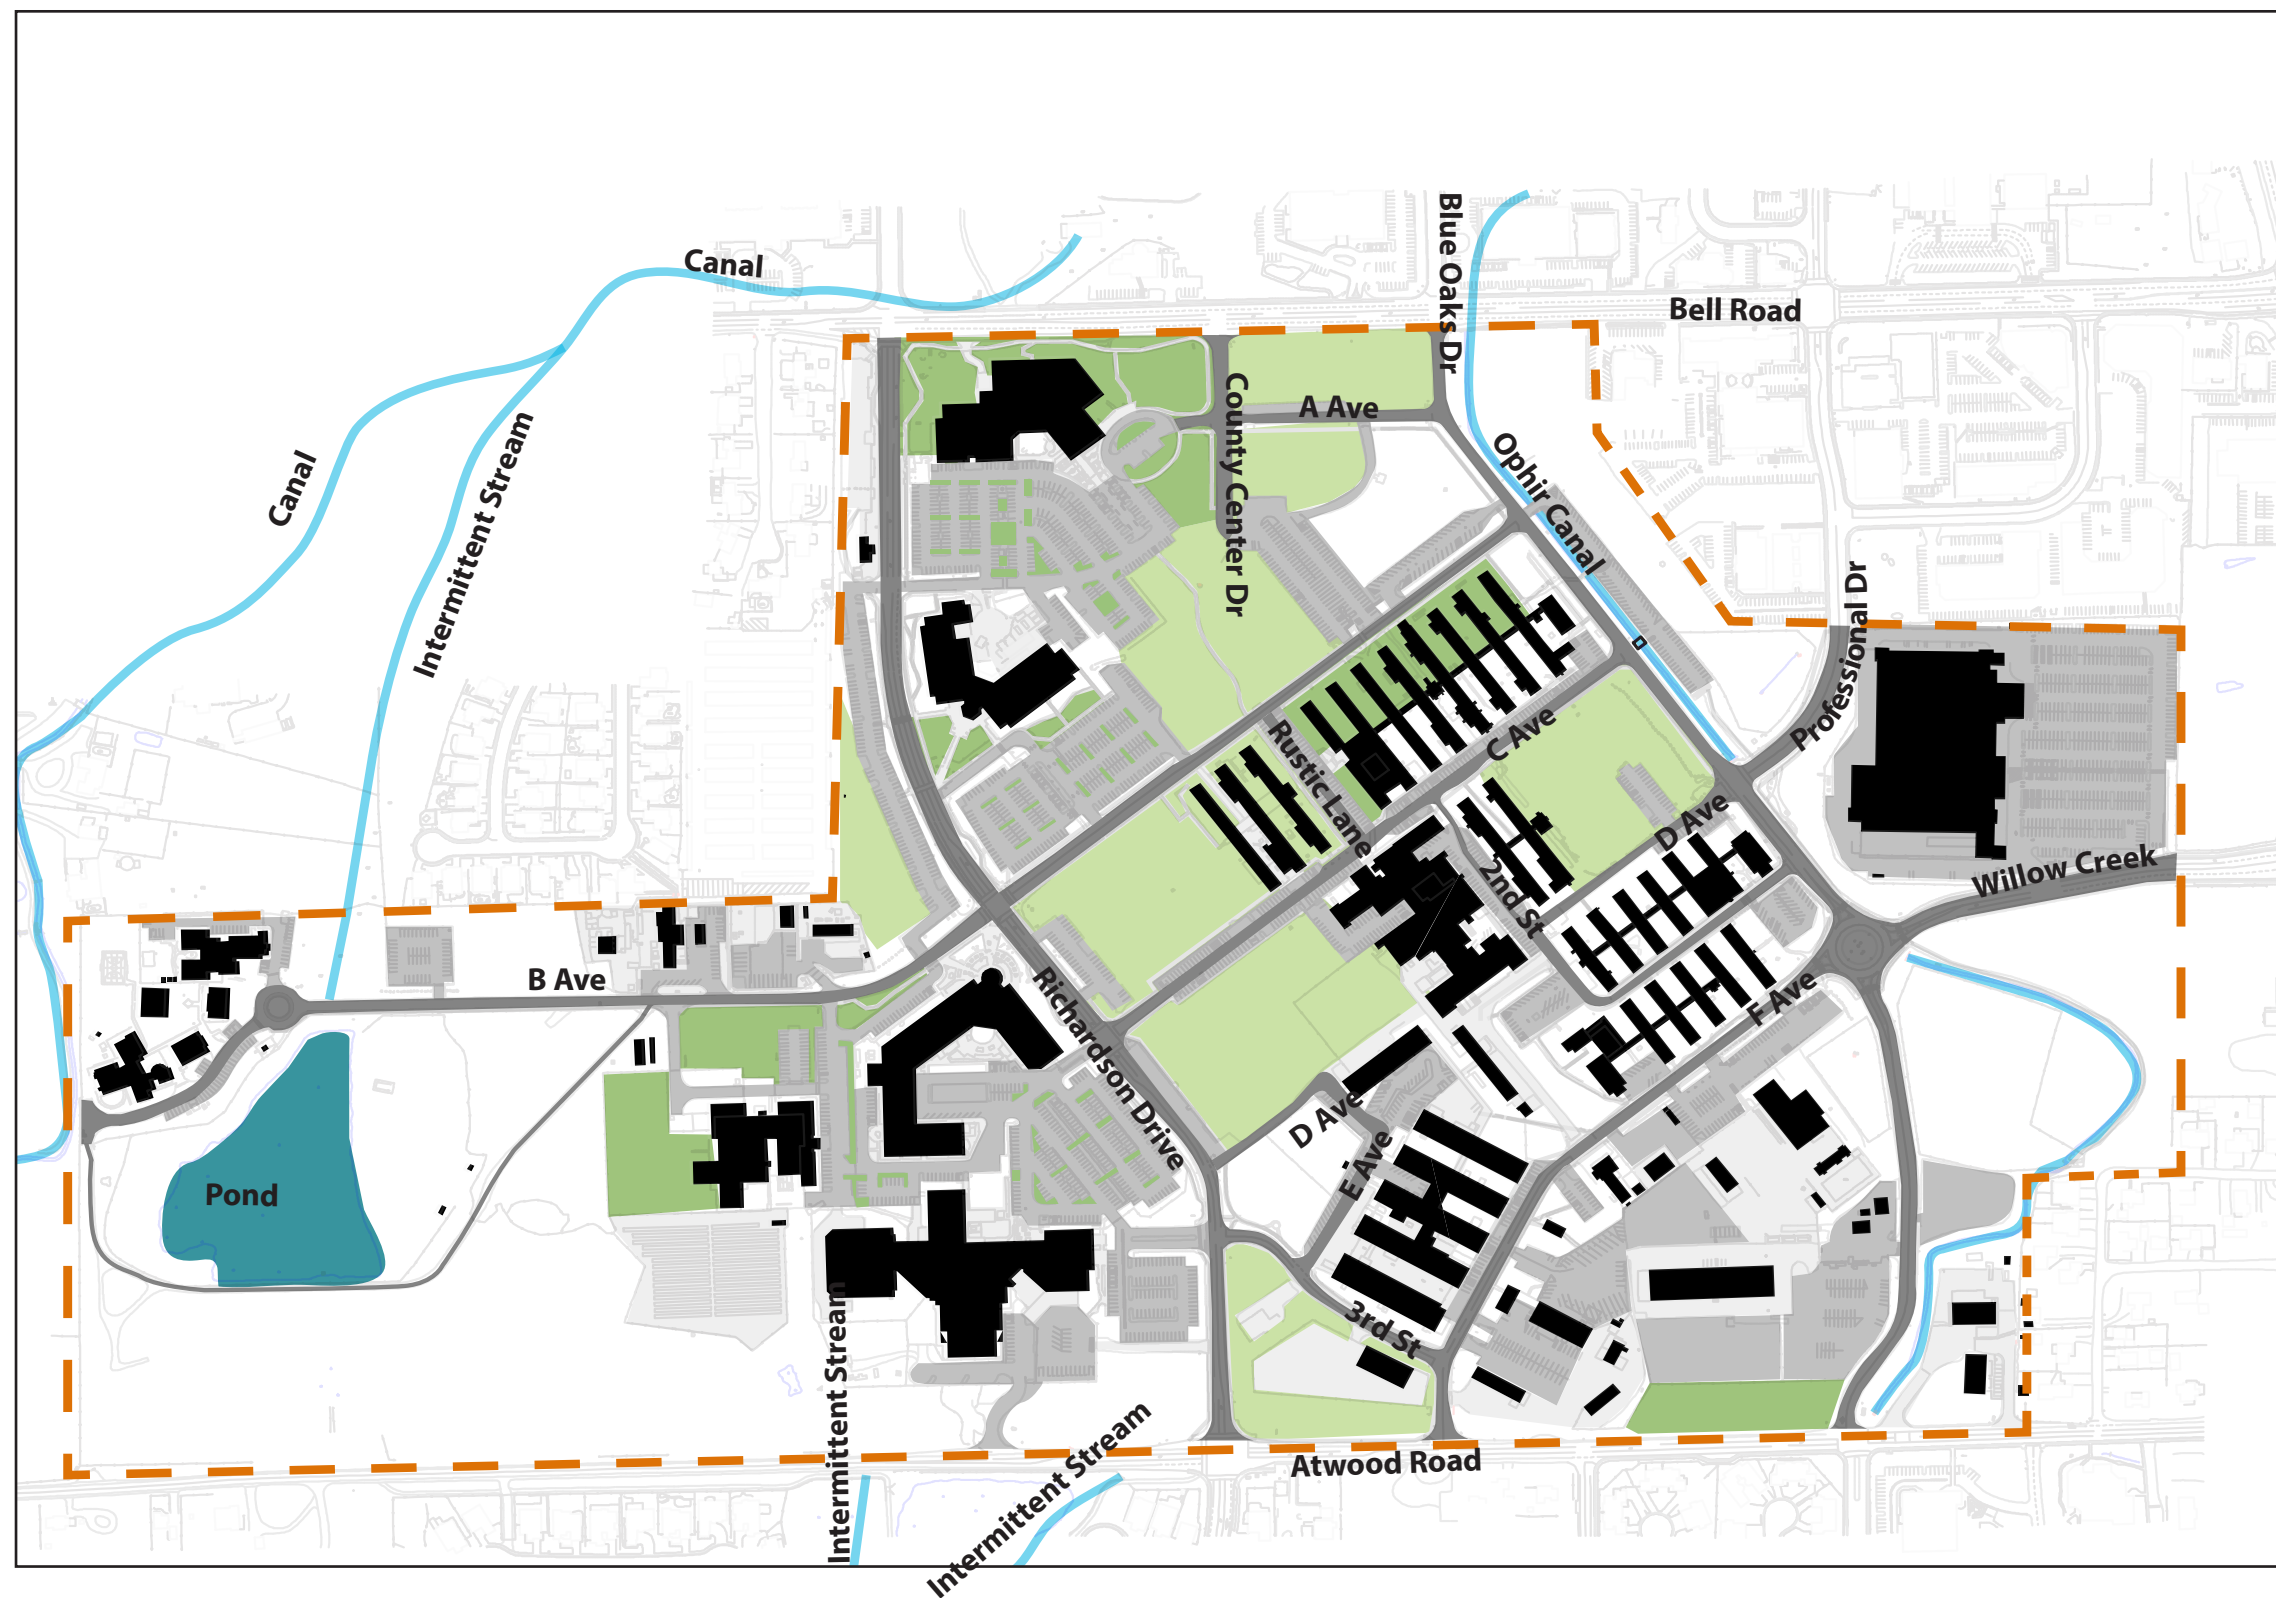 Blue Oaks Dr
Canal
Bell Road
County Center Dr
A Ave
Intermittent Stream
Canal
Ophir Canal
Professional Dr
Rustic Lane
C Ave
D Ave
2nd St
Willow Creek
B Ave
Richardson Drive
F Ave
D Ave
E Ave
Pond
3rd St
Intermittent Stream
Intermittent Stream
Atwood Road